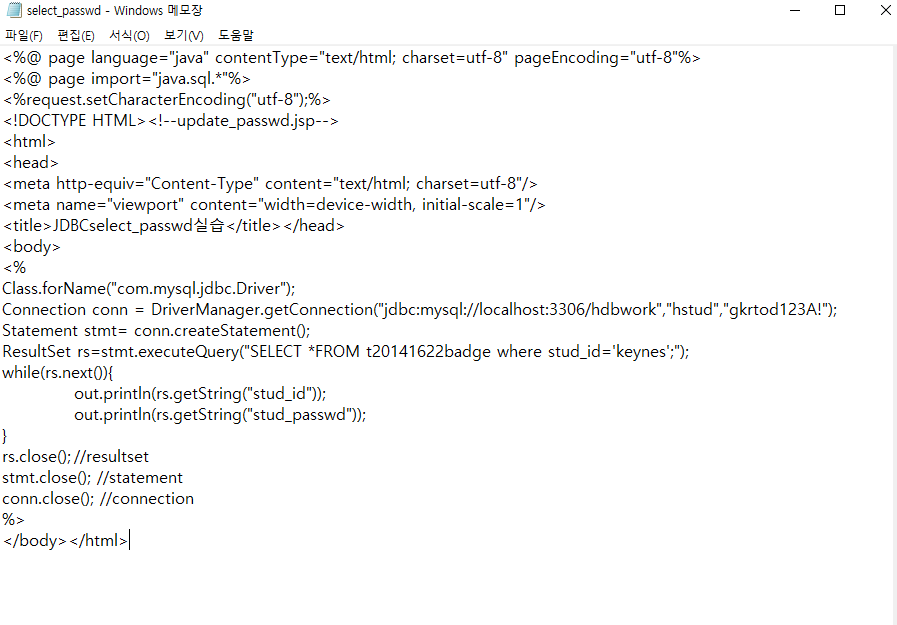 select_passwd - Windows 메모장
파일(F) 편집(E) 서식(O) 보기(V) 도움말
<%@ page language="java" contentType="text/html; charset=utf-8" pageEncoding="utf-8"%>
<%@ page import="java.sql.*"%>
<%request.setCharacterEncoding("utf-8");%>
<!DOCTYPE HTML><!--update_passwd.jsp-->
<html>
<head>
<meta http-equiv="Content-Type" content="text/html; charset=utf-8"/>
<meta name="viewport" content="width=device-width, initial-scale=1"/>
<title>JDBCselect_passwd실습</title></head>
<body>
<%
Class.forName("com.mysql.jdbc.Driver");
Connection conn = DriverManager.getConnection("jdbc:mysql://localhost:3306/hdbwork","hstud","gkrtod123A!");
Statement stmt= conn.createStatement();
ResultSet rs=stmt.executeQuery("SELECT *FROM t20141622badge where stud_id='keynes';");
while(rs.next()){
out.println(rs.getString("stud_id"));
out.println(rs.getString("stud_passwd"));
}
rs.close();//resultset
stmt.close(); //statement
conn.close(); //connection
%>
</body></html>